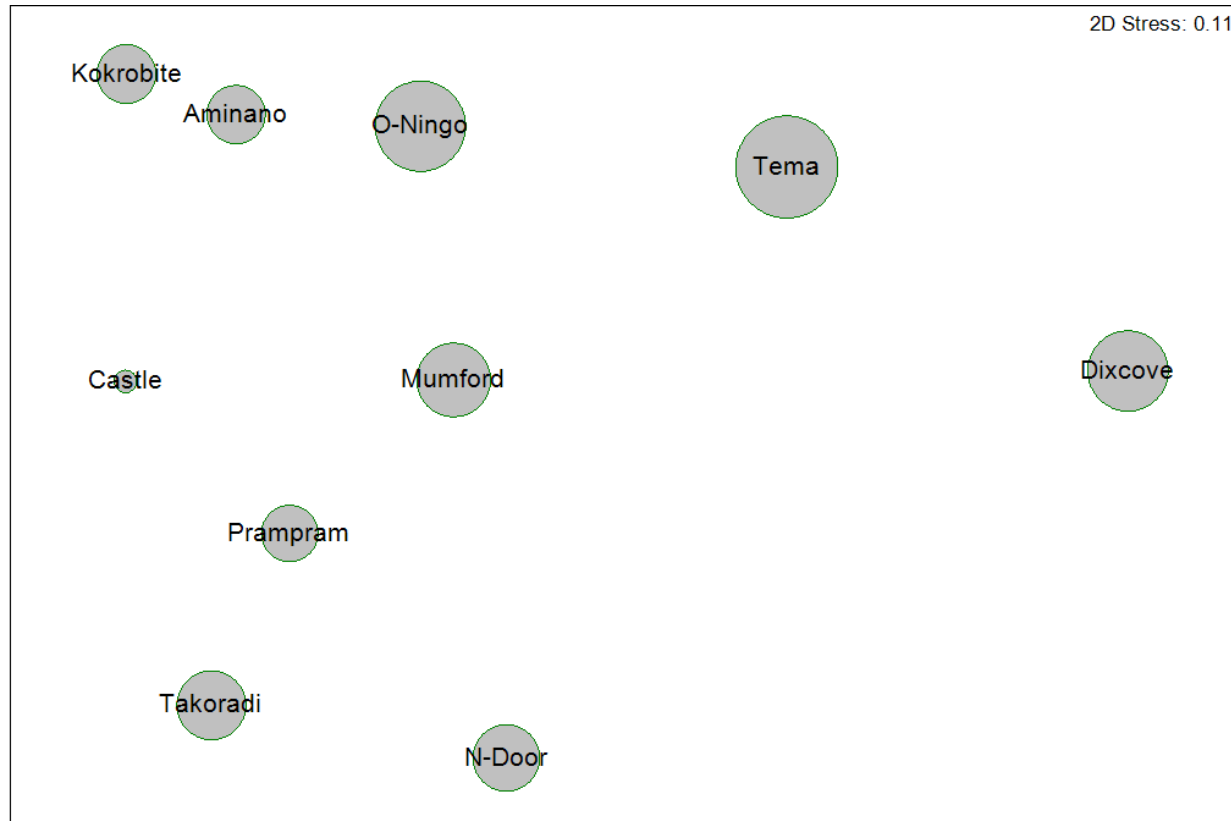 2D Stress: 0.11
Kokrobite
Aminano
O-Ningo
Tema
Castle
Mumford
Dixcove
Prampram
Takoradi
N-Door